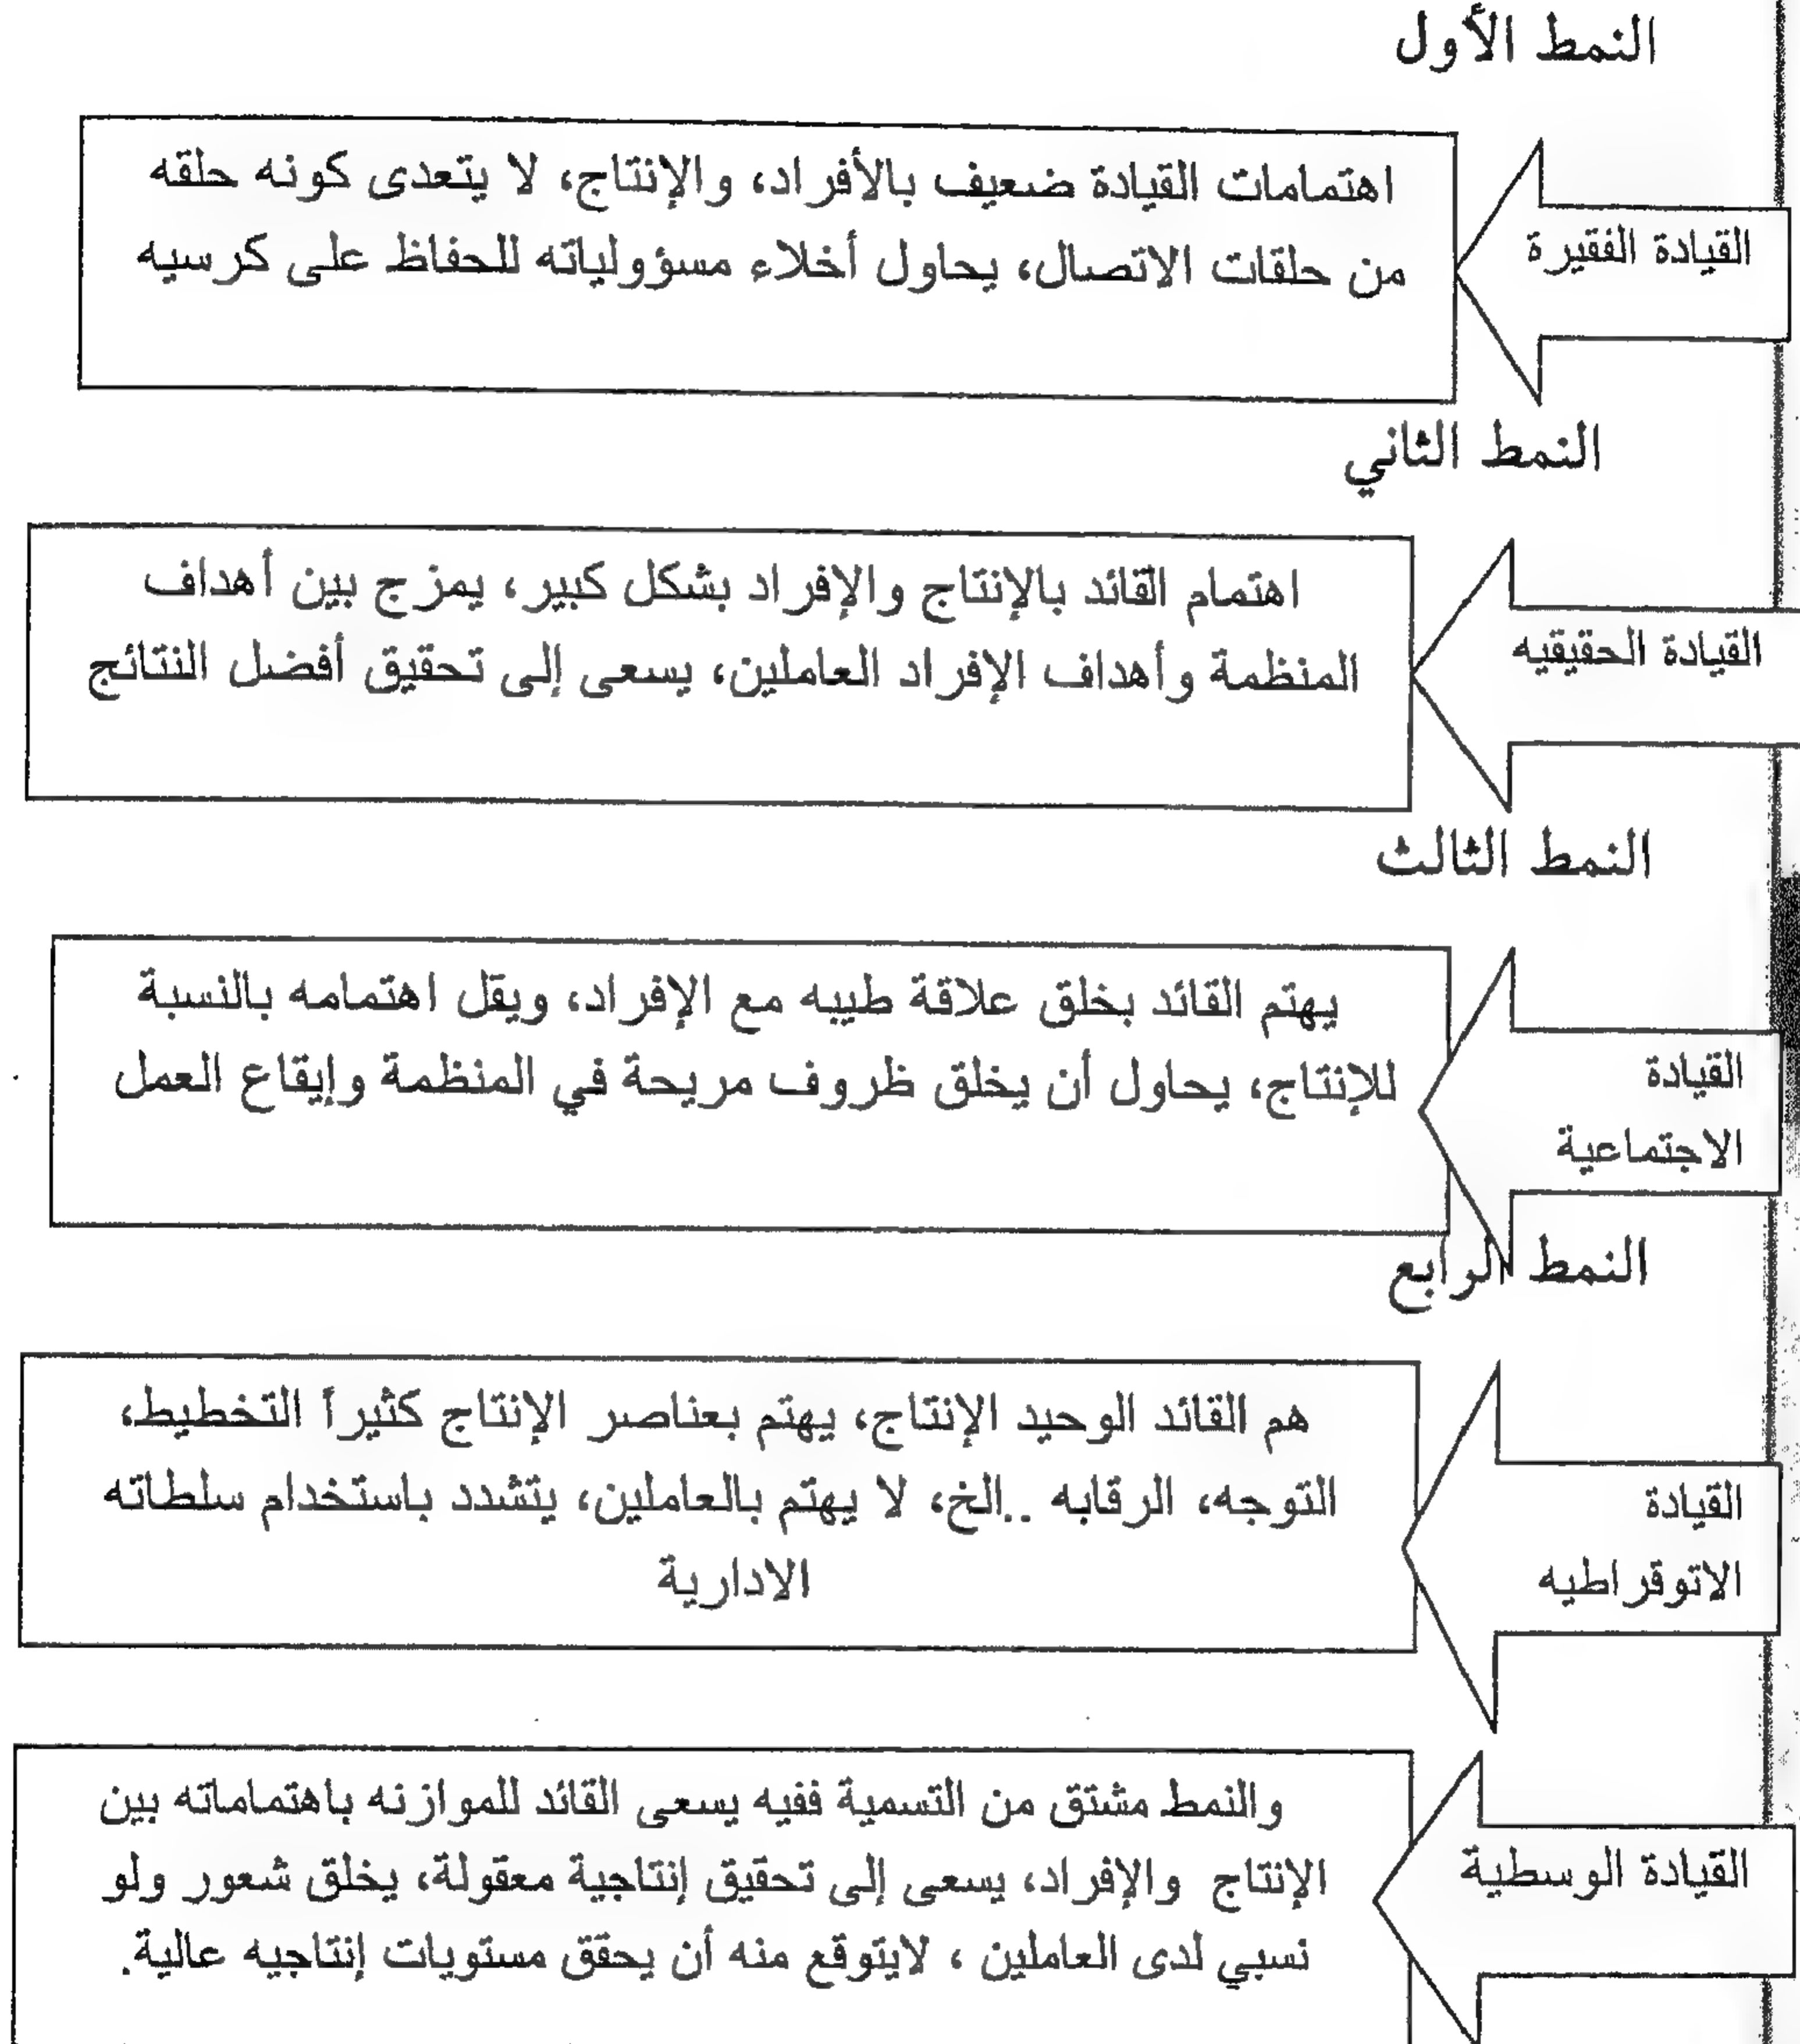 النمط الأول
القيادة الفقيرة
اهتمامات القيادة ضعيف بالأفراد، والإنتاج، لا يتعدى كونه حلقه
من حلقات الاتصال، يحاول أخلاء مسؤولياته للحفاظ على كرسيه
النمط الثاني
القيادة الحقيقيه
اهتمام القائد بالإنتاج والإفراد بشكل كبير، يمزج بين أهداف
المنظمة وأهداف الإفراد العاملين، يسعى إلى تحقيق أفضل النتائج
النمط الثالث
القيادة
الاجتماعية
يهتم القائد بخلق علاقة طيبه مع الإفراد، ويقل اهتمامه بالنسبة
للإنتاج، يحاول أن يخلق ظروف مريحة في المنظمة وإيقاع العمل
النمط الرابع
القيادة
الاتوقراطيه
هم القائد الوحيد الإنتاج، يهتم بعناصر الإنتاج كثيراً التخطيط،
التوجه، الرقابه ..الخ، لا يهتم بالعاملين، يتشدد باستخدام سلطاته
الادارية
القيادة الوسطية
والنمط مشتق من التسمية ففيه يسعى القائد للموازنه باهتماماته بين
الإنتاج والإفراد، يسعى إلى تحقيق إنتاجية معقولة، يخلق شعور ولو
نسبي لدى العاملين ، لايتوقع منه أن يحقق مستويات إنتاجيه عالية.